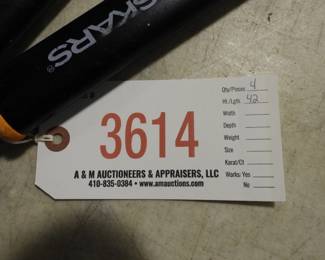 SKARS®
3614
A & M AUCTIONEERS & APPRAISERS, LLC
410-835-0384 • www.amauctions.com
Qty/Pieces 4
Ht./Lgth. 42
Width
Depth
Weight
Size
Karat/Ct
Works: Yes
No